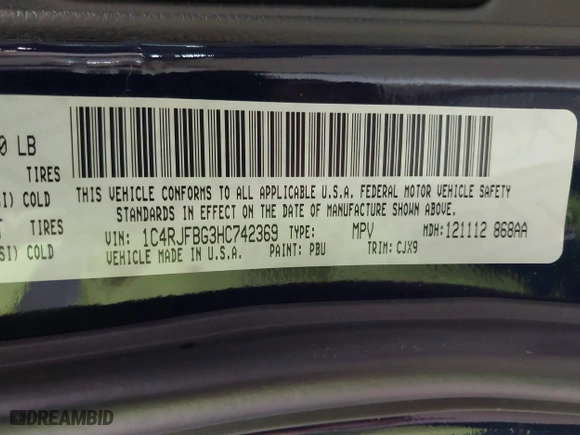 0 LB
TIRES
SI) COLD
TIRES
SI) COLD
THIS VEHICLE CONFORMS TO ALL APPLICABLE U.S.A. FEDERAL MOTOR VEHICLE SAFETY
STANDARDS IN EFFECT ON THE DATE OF MANUFACTURE SHOWN ABOVE.
VIN: 1C4RJFBG3HC742369 TYPE: MPV MDH: 121112 868AA
VEHICLE MADE IN U.S.A. PAINT: PBU TRIM: CJX9
DREAMBID